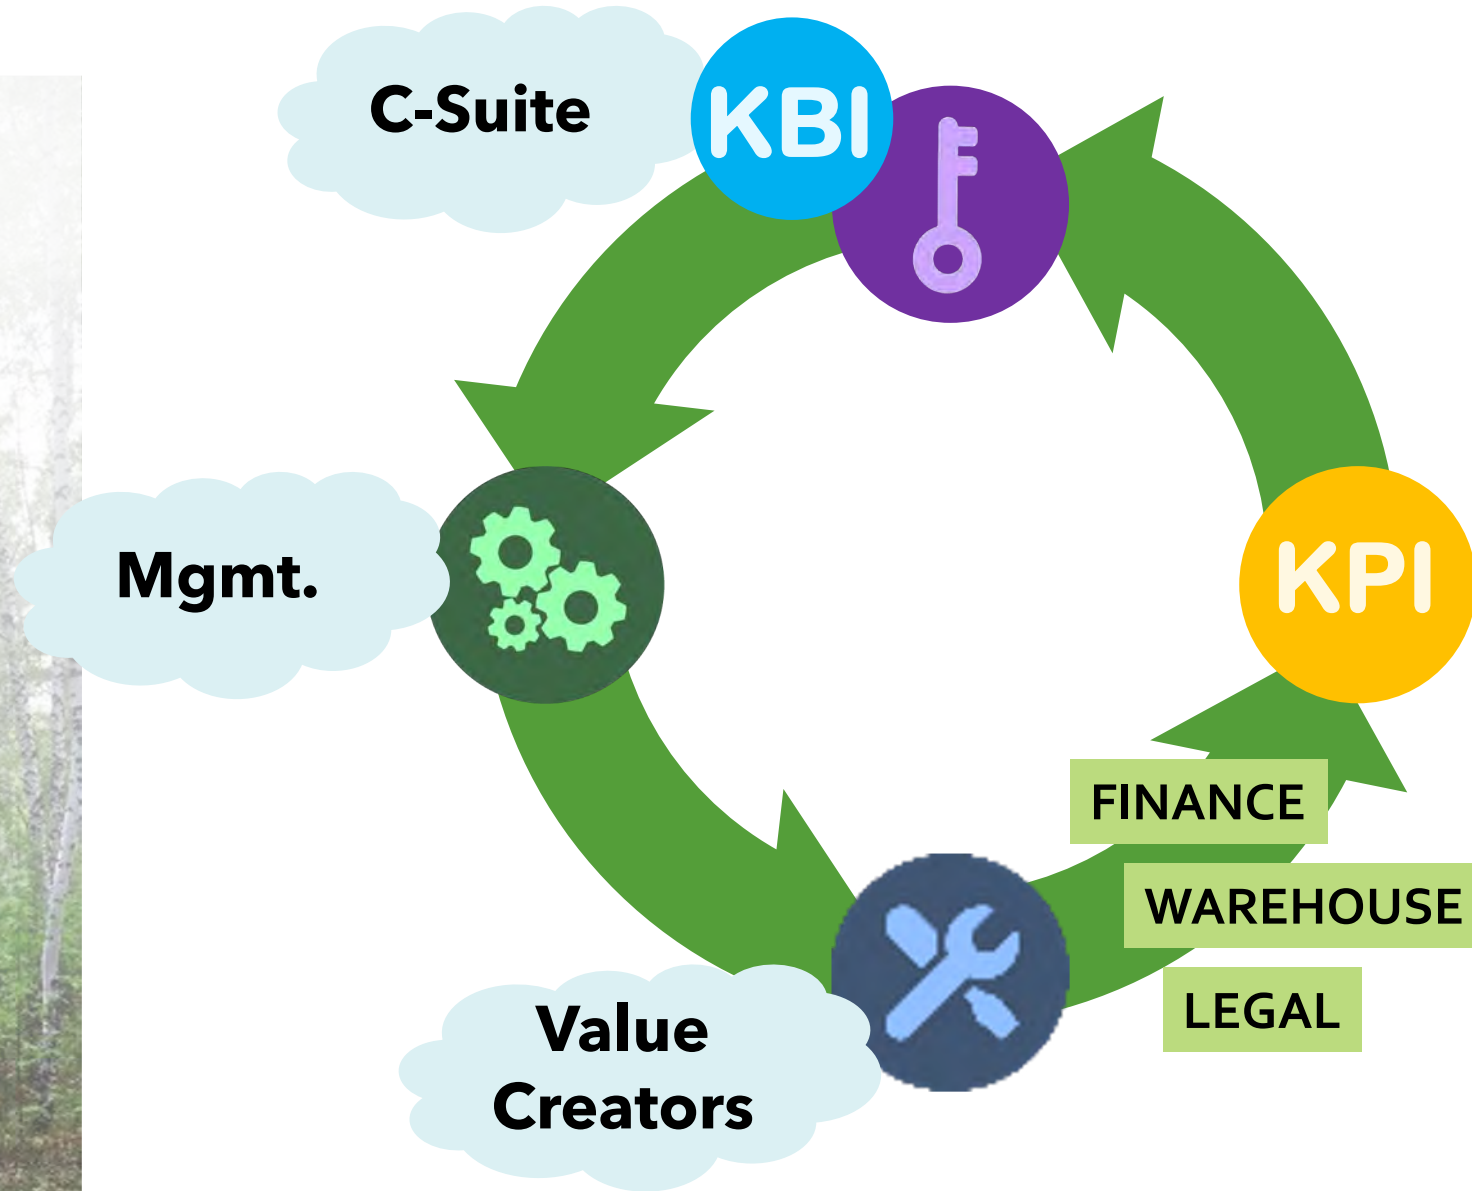 C-Suite
KBI
Mgmt.
KPI
FINANCE
WAREHOUSE
LEGAL
Value
Creators